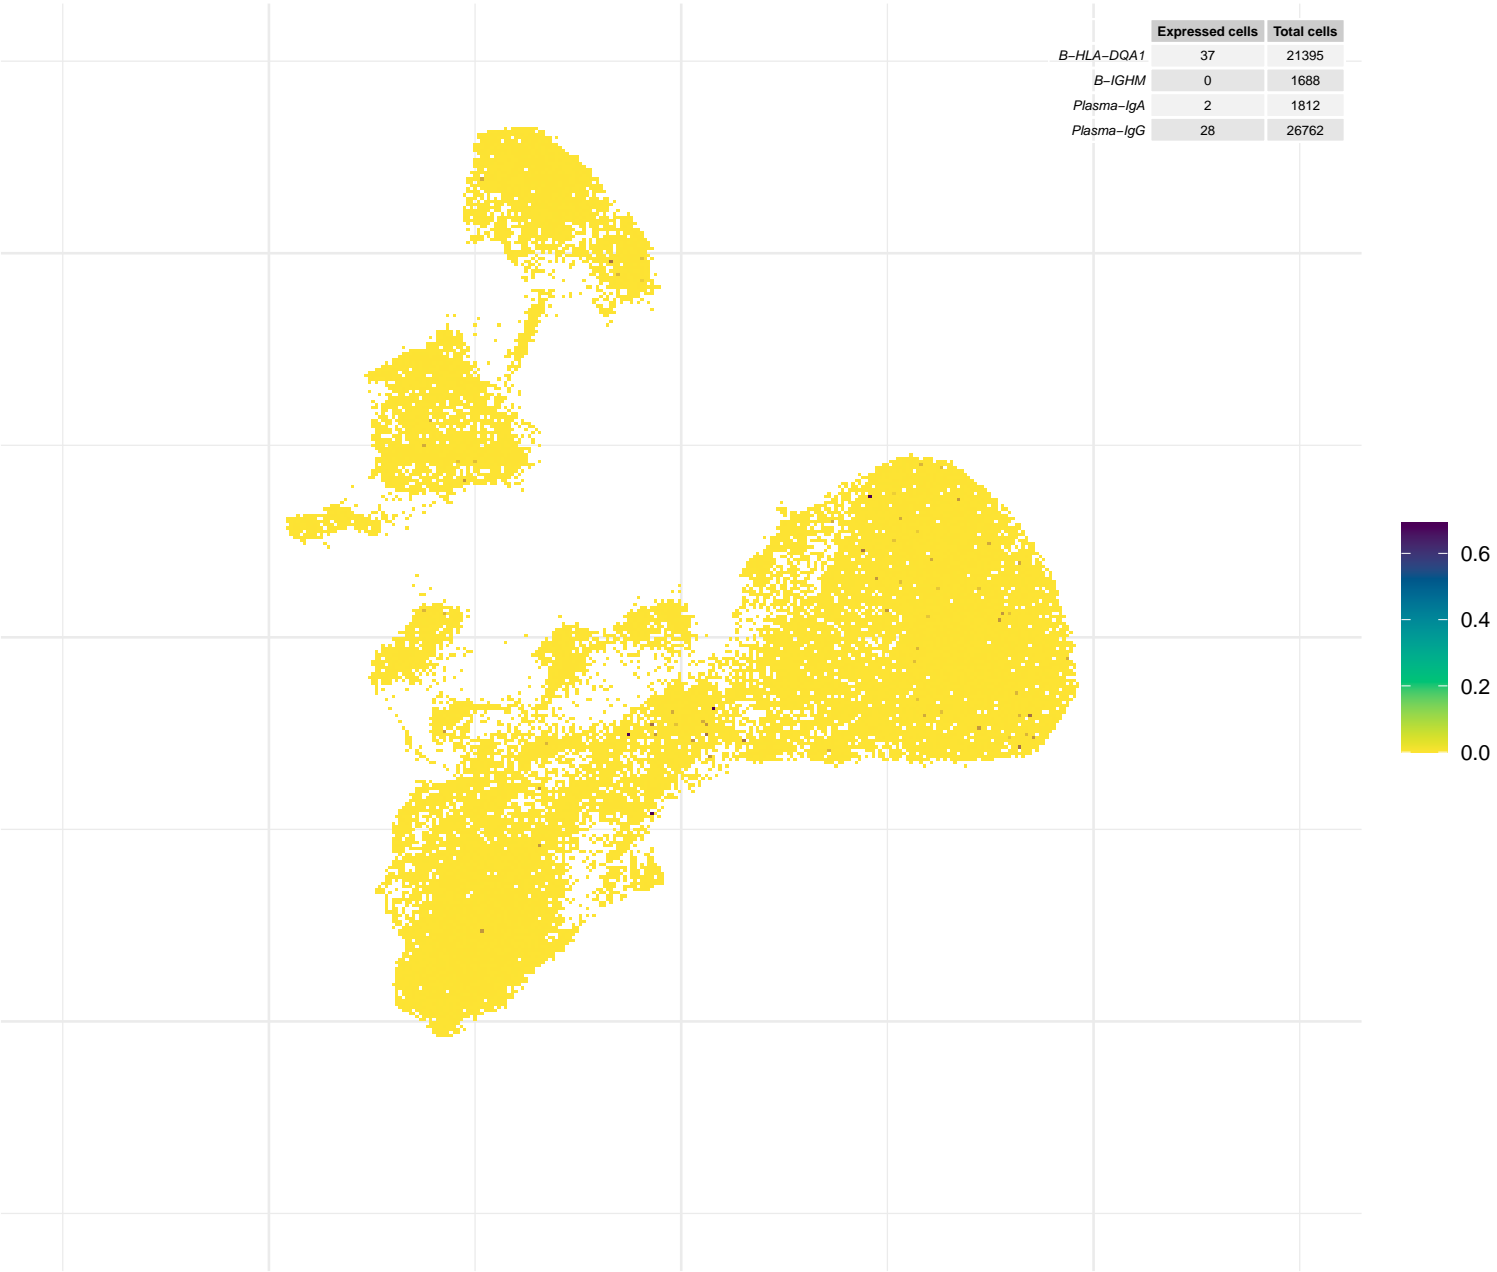 Expressed cells Total cells
B−HLA−DQA1 37 21395
B−IGHM 0 1688
Plasma−IgA 2 1812
Plasma−IgG 28 26762
0.6
0.4
0.2
0.0